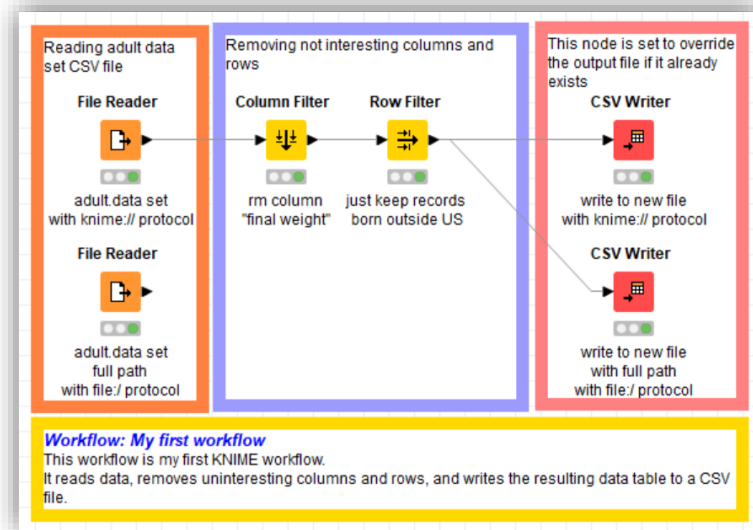 Reading adult data
set CSV file
File Reader
adult.data set
with knime:// protocol
File Reader
adult.data set
full path
with file:/ protocol
Removing not interesting columns and
rows
Column Filter
rm column
"final weight"
Row Filter
just keep records
born outside US
This node is set to override
the output file if it already
exists
CSV Writer
write to new file
with knime:// protocol
CSV Writer
write to new file
with full path
with file:/ protocol
Workflow: My first workflow
This workflow is my first KNIME workflow.
It reads data, removes uninteresting columns and rows, and writes the resulting data table to a CSV
file.